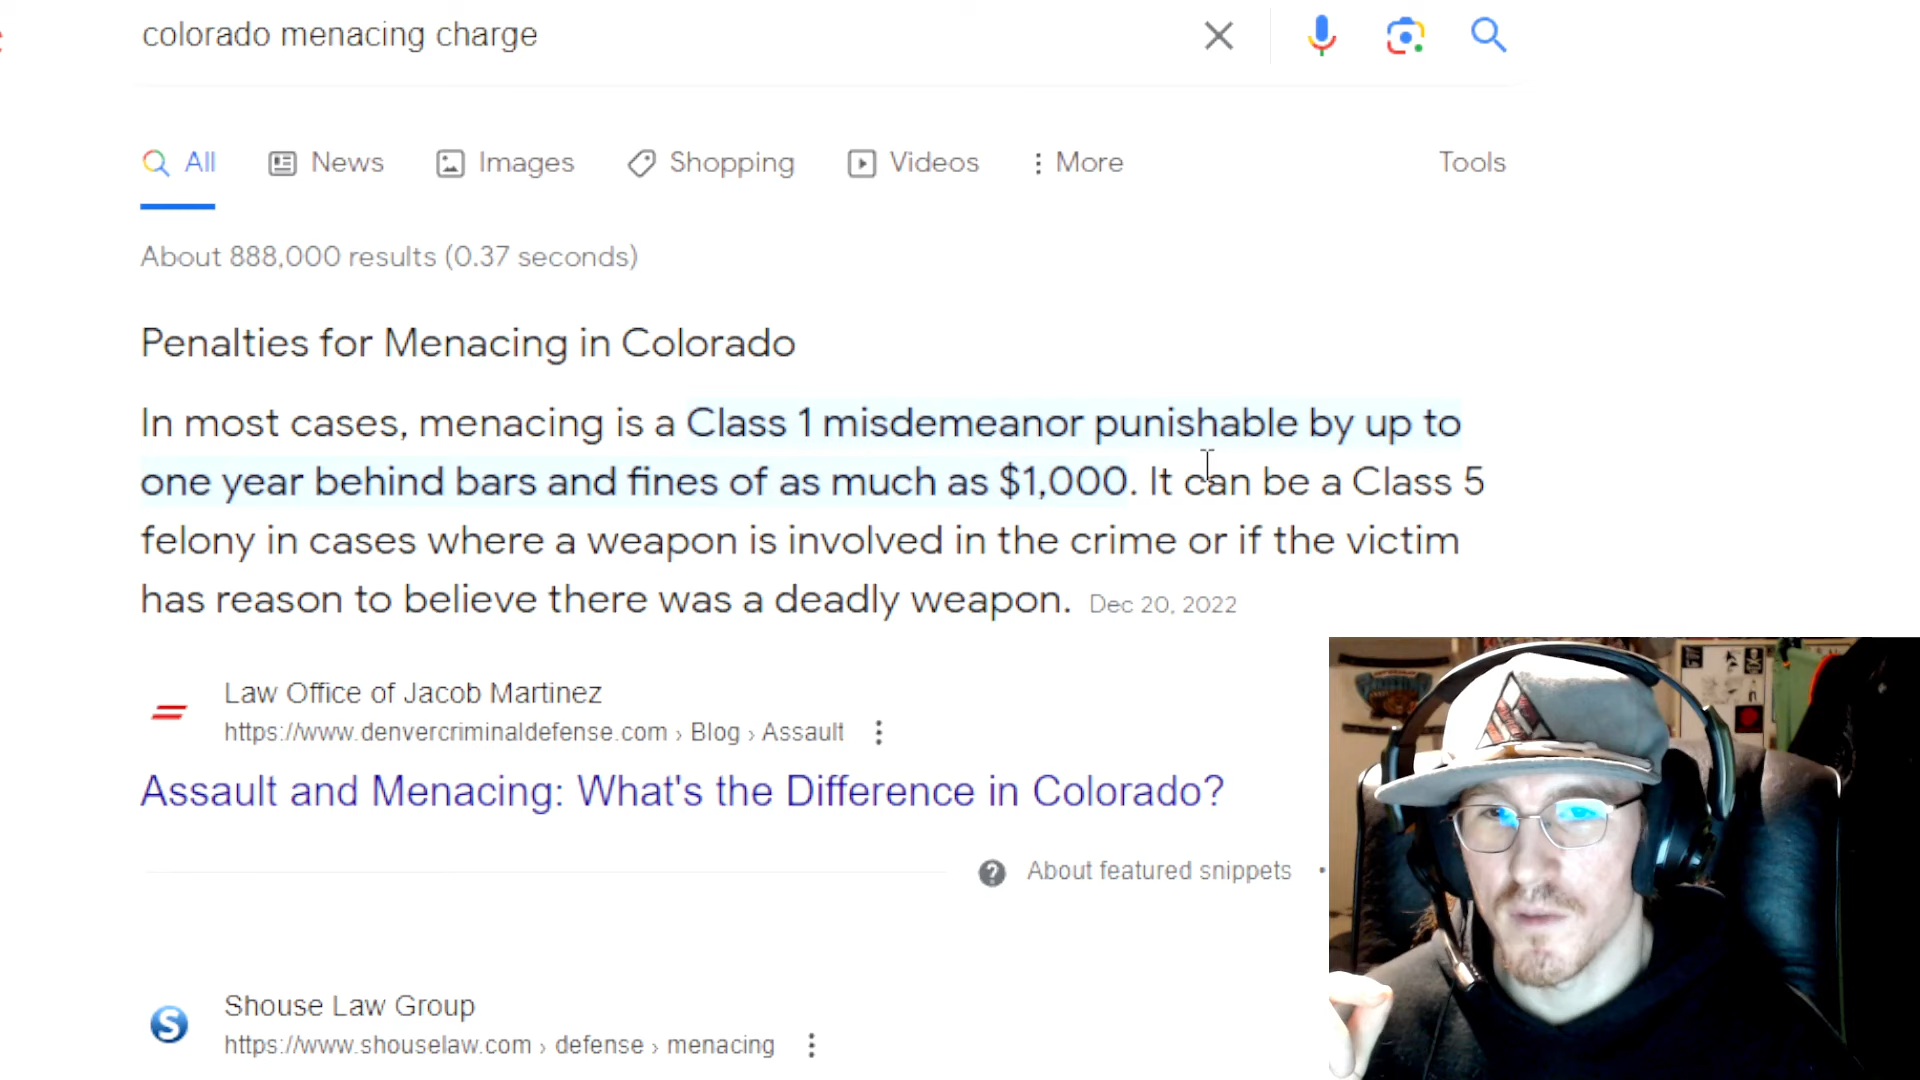 colorado menacing charge
All
News
Images
Shopping
Videos
More
Tools
About 888,000 results (0.37 seconds)
Penalties for Menacing in Colorado
In most cases, menacing is a Class 1 misdemeanor punishable by up to
one year behind bars and fines of as much as $1,000. It can be a Class 5
felony in cases where a weapon is involved in the crime or if the victim
has reason to believe there was a deadly weapon. Dec 20, 2022
Law Office of Jacob Martinez
https://www.denvercriminaldefense.com › Blog › Assault
Assault and Menacing: What's the Difference in Colorado?
About featured snippets •
Shouse Law Group
https://www.shouselaw.com › defense › menacing